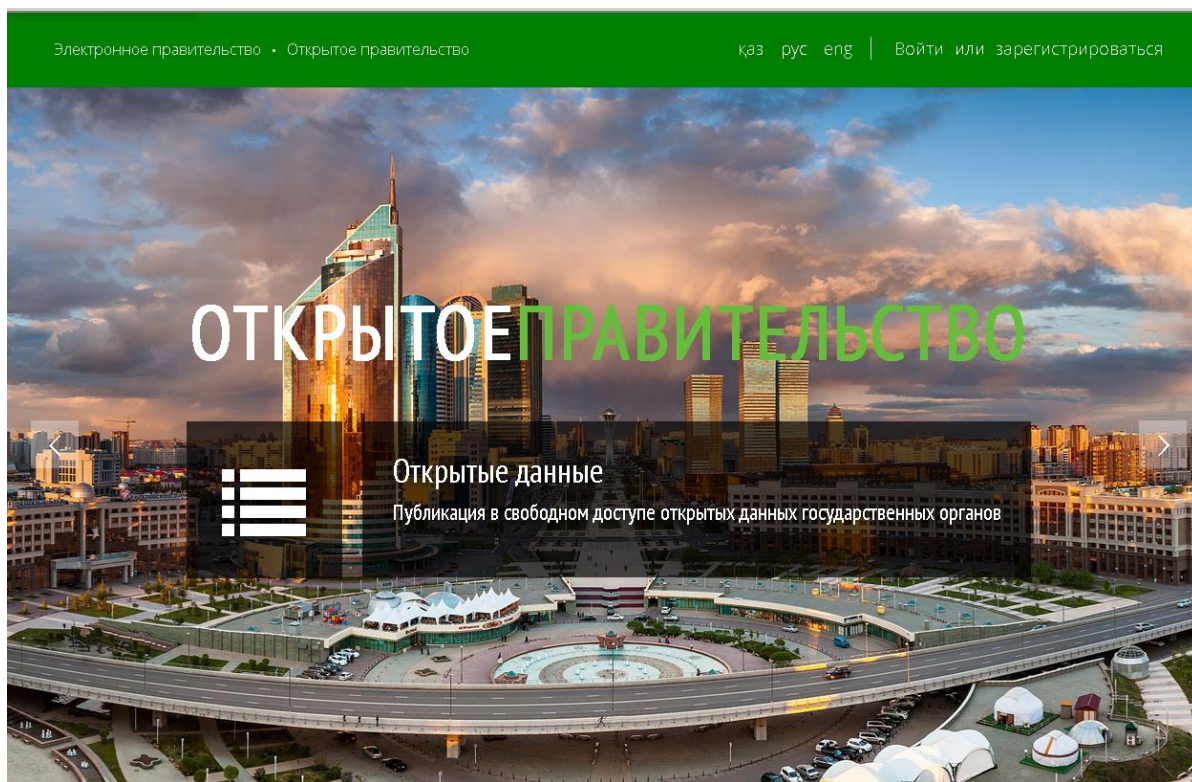 Электронное правительство • Открытое правительство
қаз рус eng | Войти или зарегистрироваться
ОТКРЫТОЕПРАВИТЕЛЬСТВО
Открытые данные
Публикация в свободном доступе открытых данных государственных органов